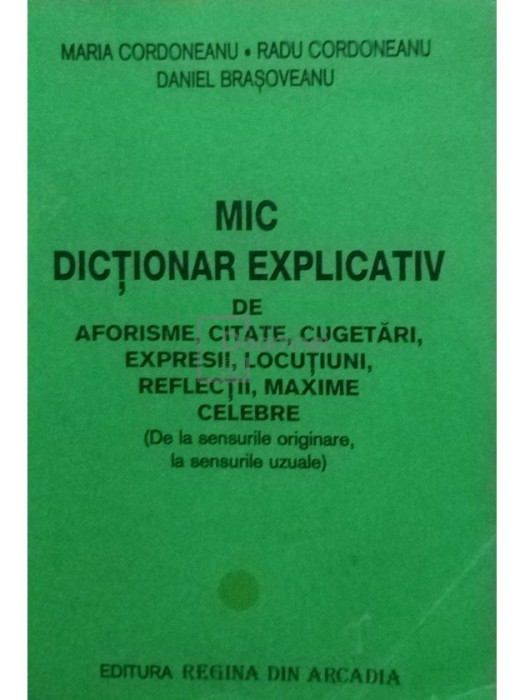 MARIA CORDONEANU • RADU CORDONEANU
DANIEL BRAȘOVEANU
MIC
DICȚIONAR EXPLICATIV
DE
AFORISME, CITATE, CUGETĂRI,
EXPRESII, LOCUȚIUNI,
REFLECȚII, MAXIME
CELEBRE
(De la sensurile originare,
la sensurile uzuale)
EDITURA REGINA DIN ARCADIA